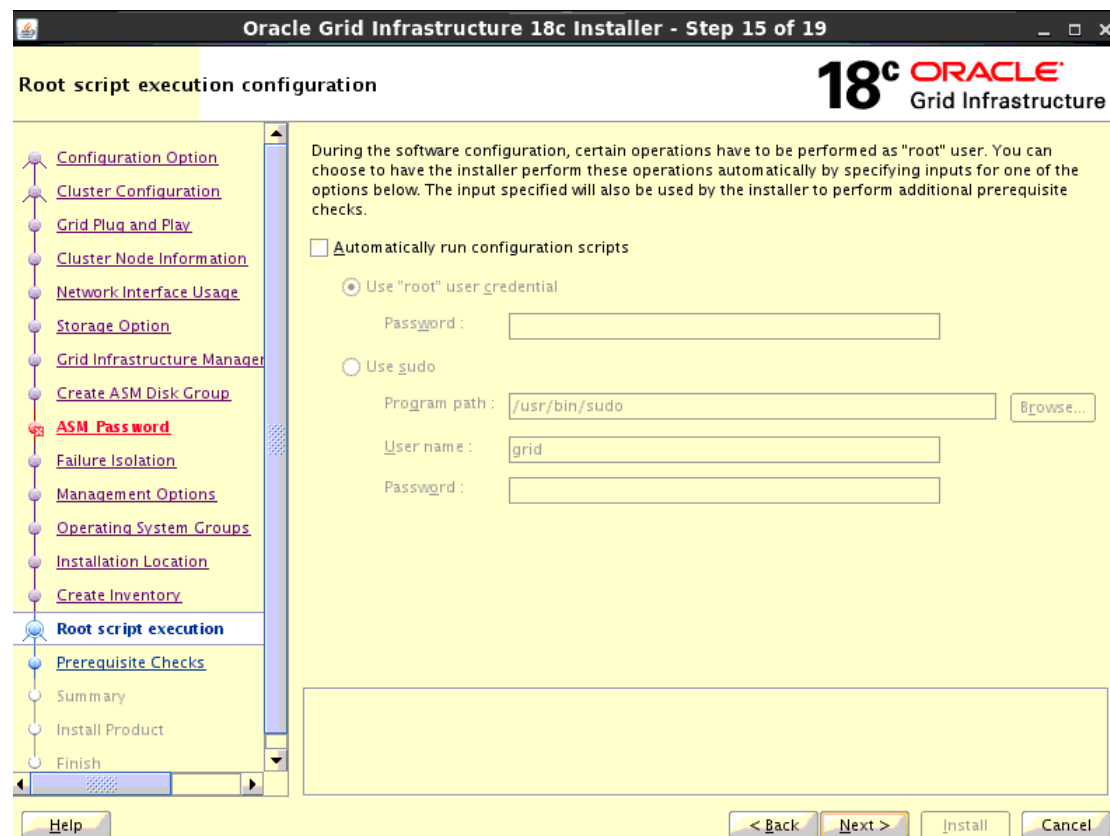 Oracle Grid Infrastructure 18c Installer - Step 15 of 19
Root script execution configuration
18c ORACLE
Grid Infrastructure
Configuration Option
Cluster Configuration
Grid Plug and Play
Cluster Node Information
Network Interface Usage
Storage Option
Grid Infrastructure Manager
Create ASM Disk Group
ASM Password
Failure Isolation
Management Options
Operating System Groups
Installation Location
Create Inventory
Root script execution
Prerequisite Checks
Summary
Install Product
Finish
During the software configuration, certain operations have to be performed as "root" user. You can
choose to have the installer perform these operations automatically by specifying inputs for one of the
options below. The input specified will also be used by the installer to perform additional prerequisite
checks.
Automatically run configuration scripts
Use "root" user credential
Password :
Use sudo
Program path : /usr/bin/sudo Browse...
User name : grid
Password :
Help < Back Next > Install Cancel